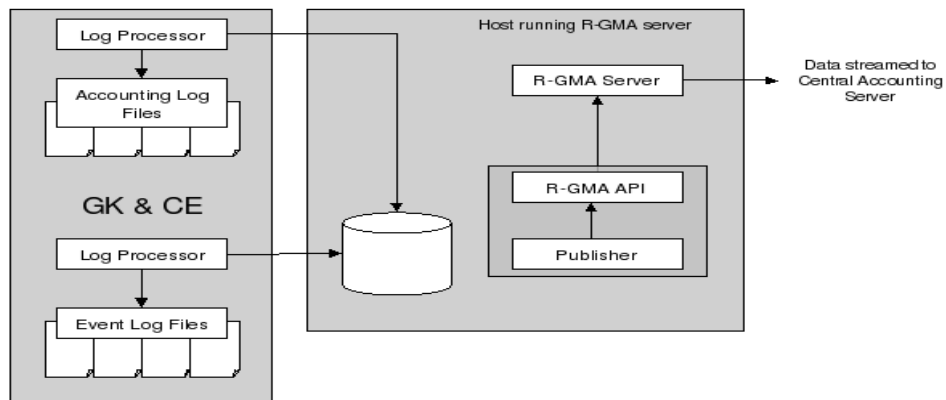 Log Processor
Accounting Log
Files
GK & CE
Log Processor
Event Log Files
Host running R-GMA server
R-GMA Server
R-GMA API
Publisher
Data streamed to
Central Accounting
Server